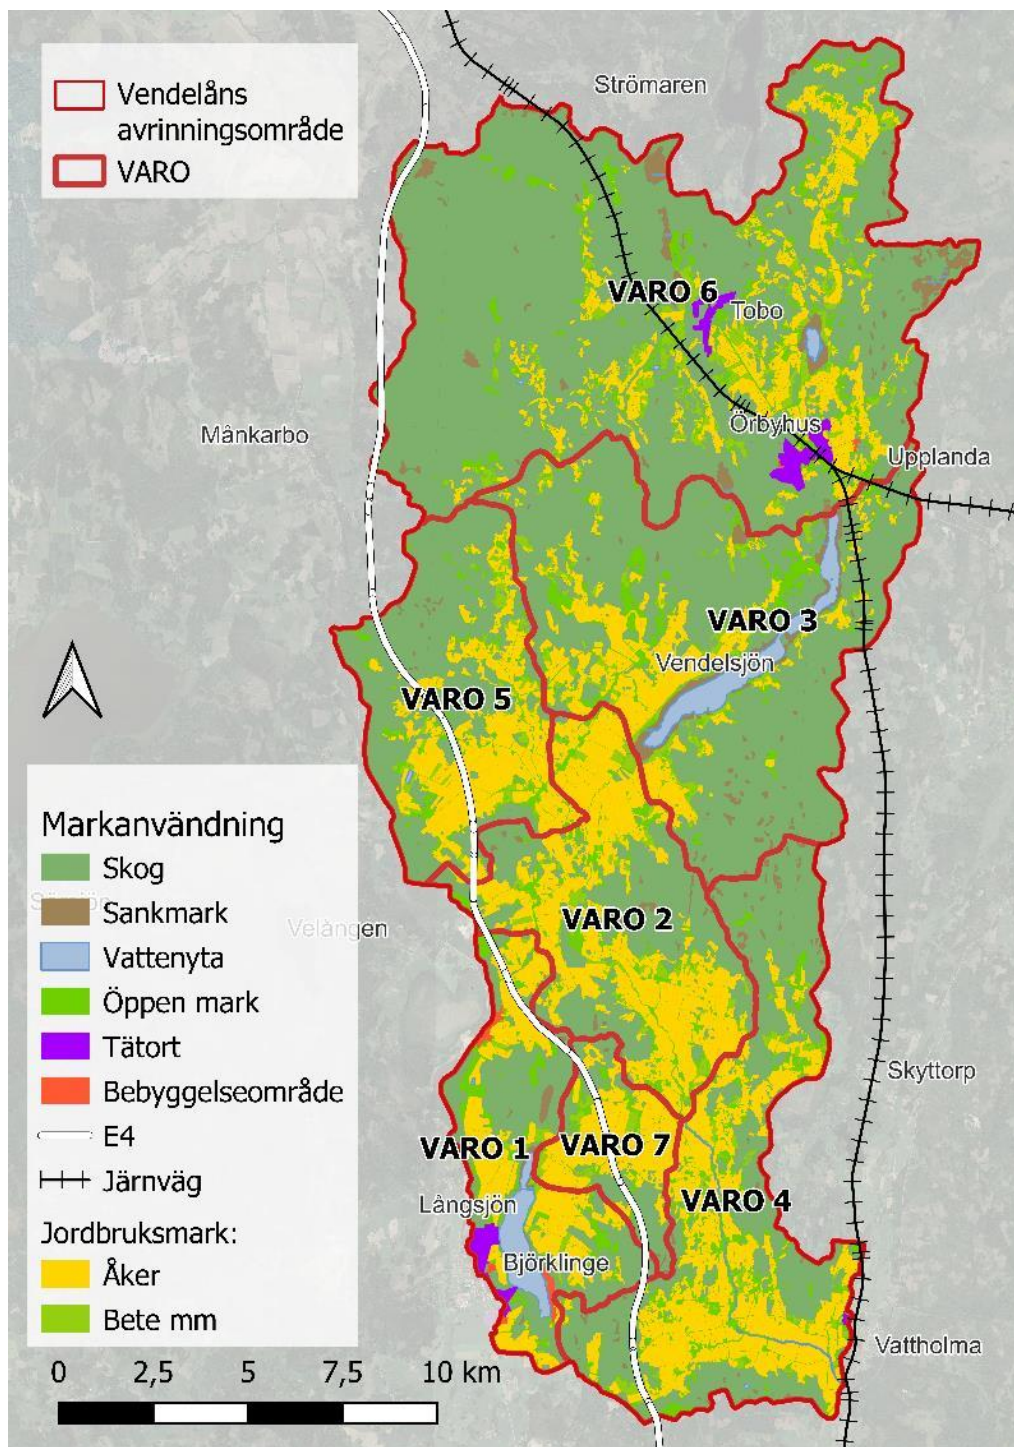 Vendelåns
avrinningsområde
VARO
Strömaren
VARO 6
Tobo
Månkarbo
Örbyhus
Upplanda
VARO 3
Vendelsjön
VARO 5
Markanvändning
Skog
Sankmark
Vattenyta
Öppen mark
Tätort
Bebyggelseområde
E4
Järnväg
Jordbruksmark:
Åker
Bete mm
Velången
VARO 2
Skyttorp
VARO 1
VARO 7
VARO 4
Långsjön
Björklinge
Vattholma
0 2,5 5 7,5 10 km